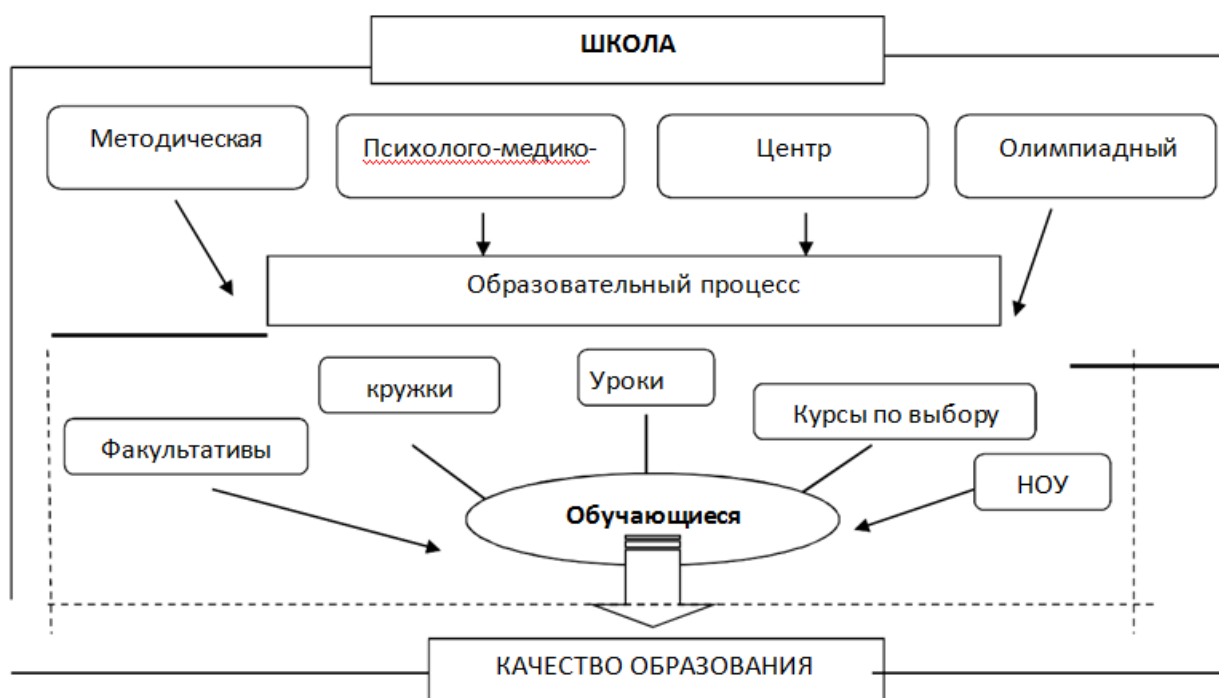 ШКОЛА
Методическая
Психолого-медико-
Центр
Олимпиадный
Образовательный процесс
кружки
Уроки
Курсы по выбору
Факультативы
НОУ
Обучающиеся
КАЧЕСТВО ОБРАЗОВАНИЯ